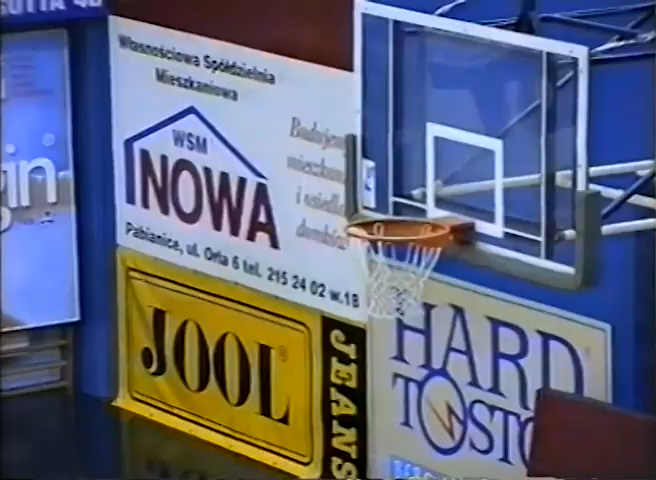 Własnościowa Spółdzielnia
Mieszkaniowa
WSM
NOWA
Pabianice, ul. Orla 6 tel. 215 24 02 w.18
Budujemy
mieszkania
i osiedle
domków
JOOL
JEANS
HARD
TO STO